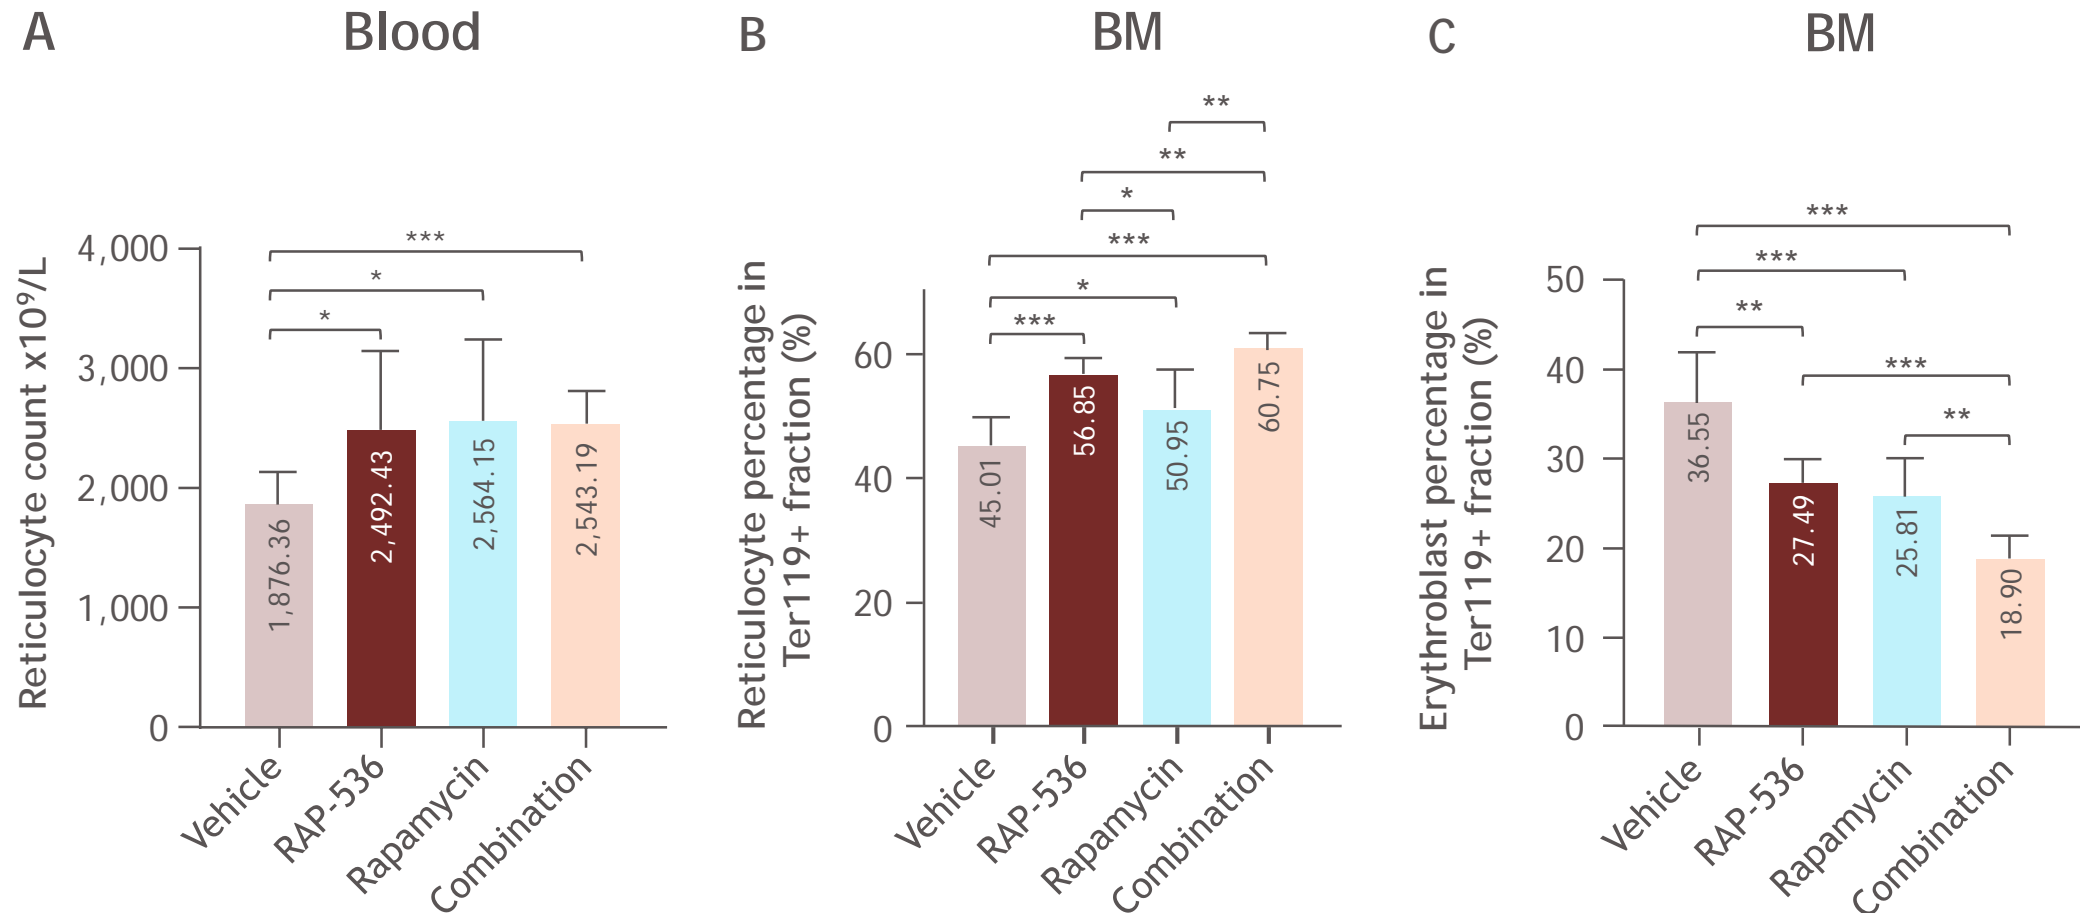 A
Blood
Reticulocyte count x10⁹/L
4,000
3,000
2,000
1,000
0
***
*
*
1,876.36
2,492.43
2,564.15
2,543.19
Vehicle
RAP-536
Rapamycin
Combination
B
BM
Reticulocyte percentage in
Ter119+ fraction (%)
60
40
20
0
**
**
*
***
*
***
45.01
56.85
50.95
60.75
Vehicle
RAP-536
Rapamycin
Combination
C
BM
Erythroblast percentage in
Ter119+ fraction (%)
50
40
30
20
10
0
***
***
**
***
**
36.55
27.49
25.81
18.90
Vehicle
RAP-536
Rapamycin
Combination